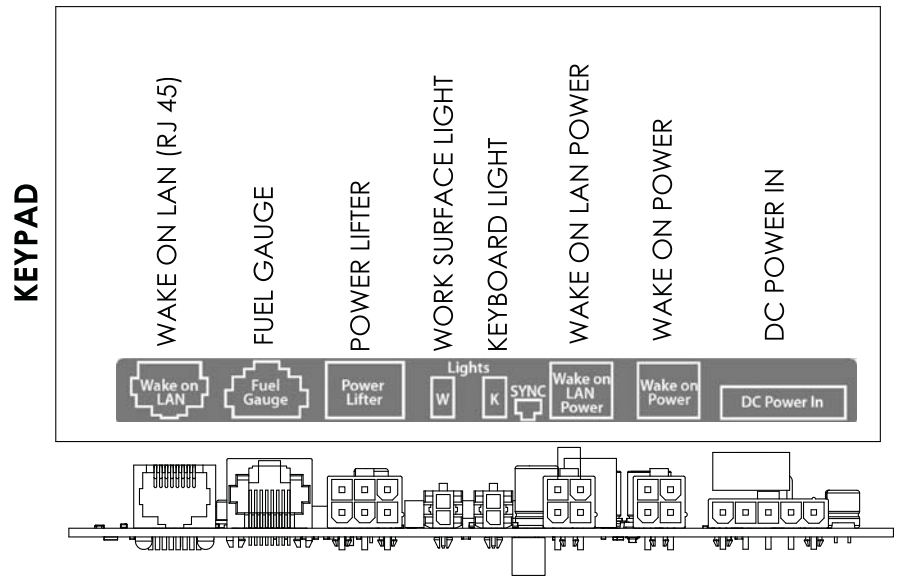 KEYPAD
WAKE ON LAN (RJ 45)
FUEL GAUGE
POWER LIFTER
WORK SURFACE LIGHT
KEYBOARD LIGHT
WAKE ON LAN POWER
WAKE ON POWER
DC POWER IN
Wake on
LAN
Fuel
Gauge
Power
Lifter
Lights
W
K
SYNC
Wake on
LAN
Power
Wake on
Power
DC Power In